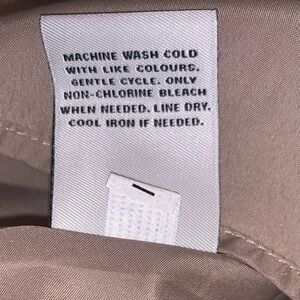 MACHINE WASH COLD
WITH LIKE COLOURS.
GENTLE CYCLE. ONLY
NON-CHLORINE BLEACH
WHEN NEEDED. LINE DRY.
COOL IRON IF NEEDED.